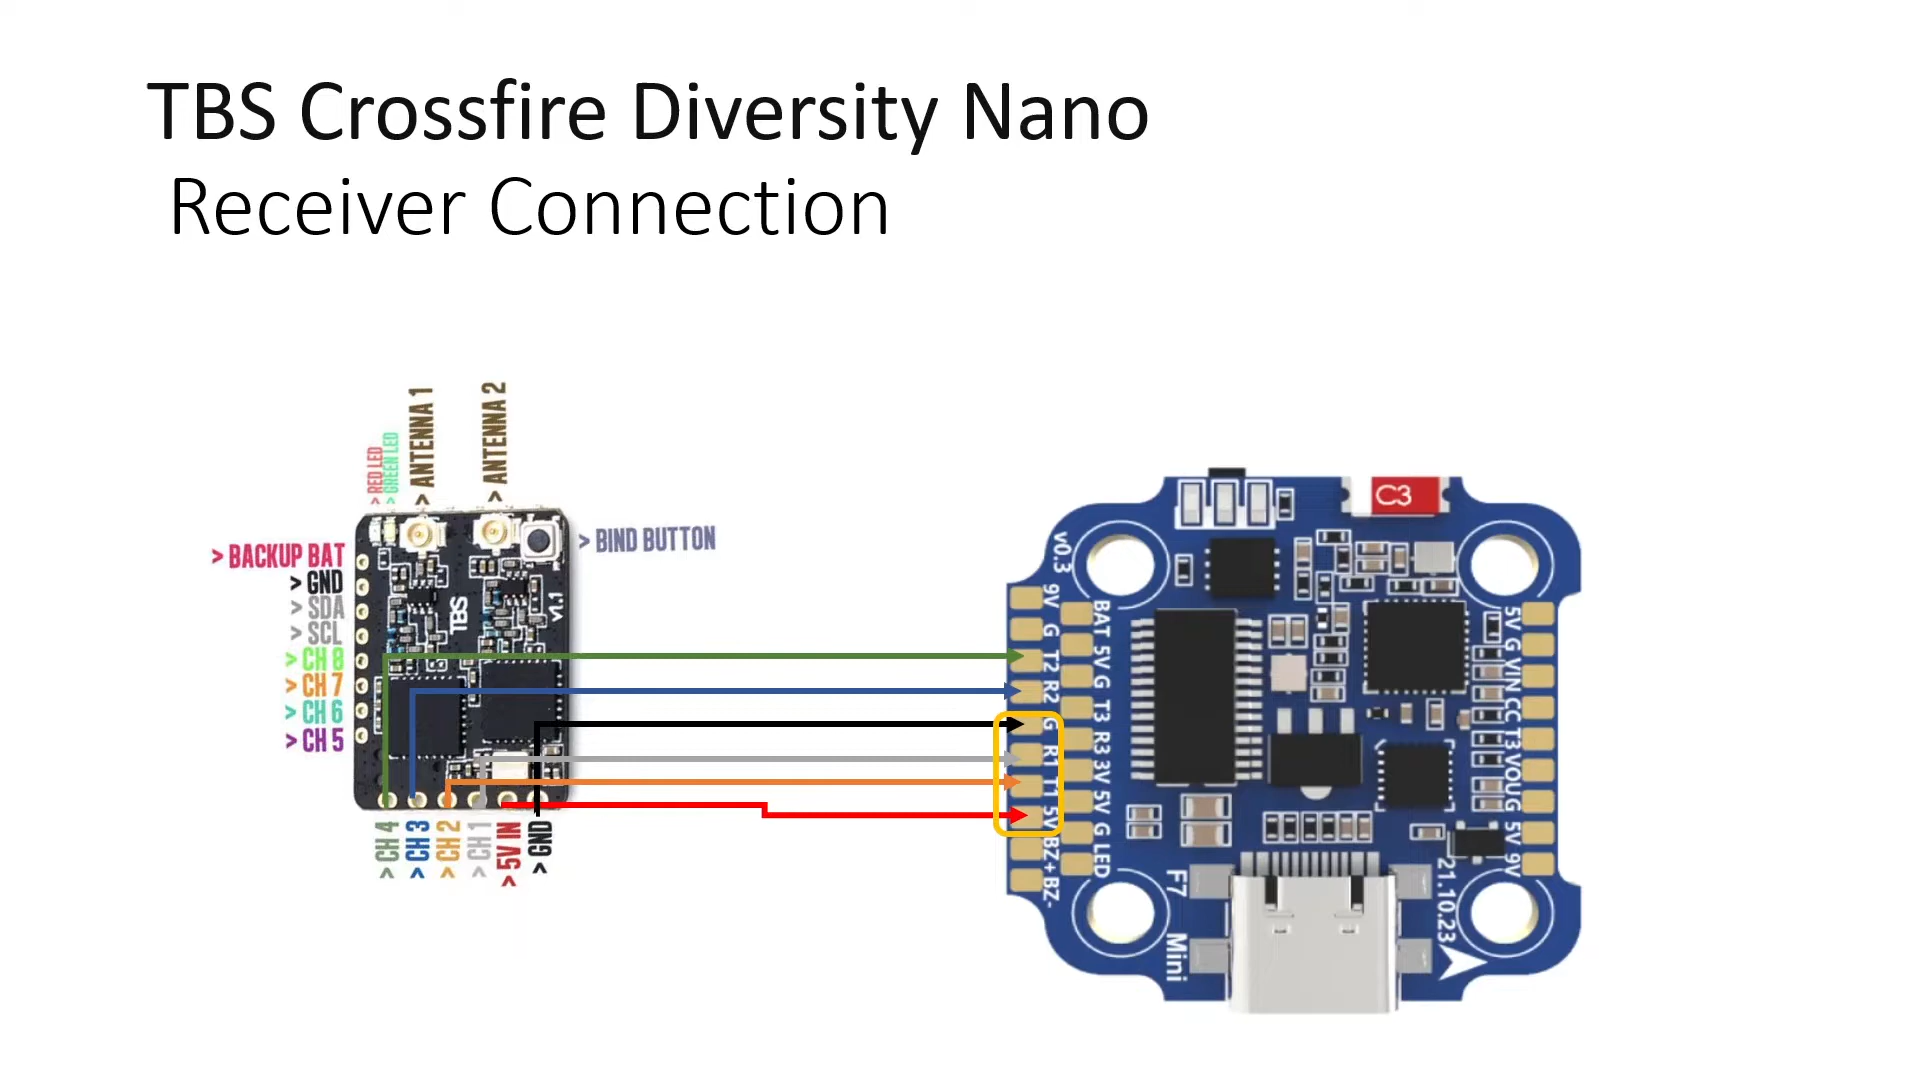 TBS Crossfire Diversity Nano
Receiver Connection
> RED LED
> GREEN LED
> ANTENNA 1
> ANTENNA 2
> BACKUP BAT
> GND
> SDA
> SCL
> CH 8
> CH 7
> CH 6
> CH 5
> BIND BUTTON
TBS
V1.1
> CH 4
> CH 3
> CH 2
> CH 1
> 5V IN
> GND
C3
v0.3
9V G T2 R2 G R1 T1 5V BZ+ BZ-
BAT 5V G T3 R3 3V 5V G LED
5V G VIN CC T3 VOUG 5V 9V
F7 Mini
21.10.23